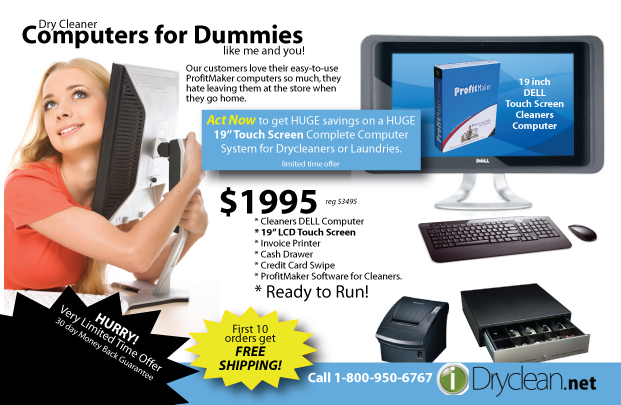 Dry Cleaner
Computers for Dummies
like me and you!
Our customers love their easy-to-use
ProfitMaker computers so much, they
hate leaving them at the store when
they go home.
Act Now to get HUGE savings on a HUGE
19" Touch Screen Complete Computer
System for Drycleaners or Laundries.
limited time offer
ProfitMaker
19 inch
DELL
Touch Screen
Cleaners
Computer
DELL
$1995 reg $3495
* Cleaners DELL Computer
* 19" LCD Touch Screen
* Invoice Printer
* Cash Drawer
* Credit Card Swipe
* ProfitMaker Software for Cleaners.
* Ready to Run!
HURRY!
Very Limited Time Offer
30 day Money Back Guarantee
First 10
orders get
FREE
SHIPPING!
Call 1-800-950-6767
i Dryclean.net